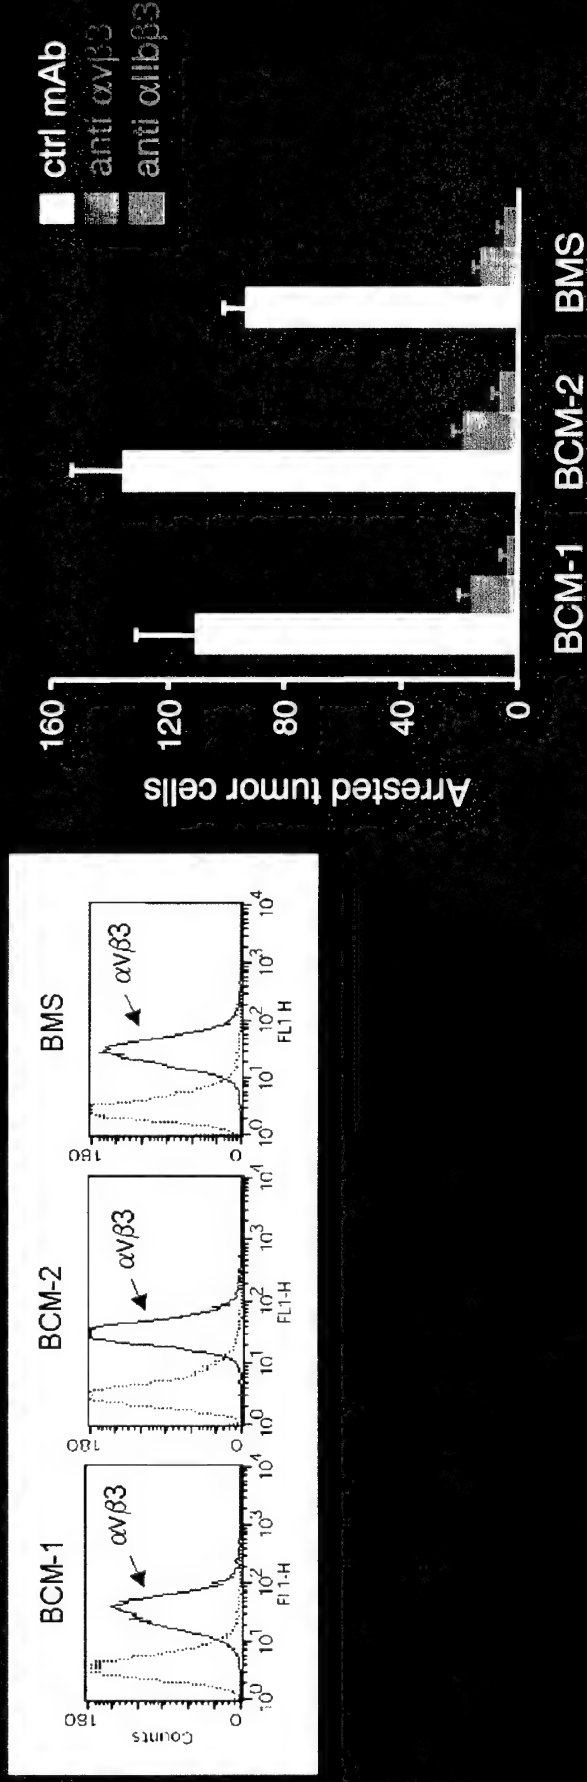 BCM-1
BCM-2
BMS
αvβ3
αvβ3
αvβ3
180
180
180
Counts
0
0
0
10⁰ 10¹ 10² 10³ 10⁴
10⁰ 10¹ 10² 10³ 10⁴
10⁰ 10¹ 10² 10³ 10⁴
FL1-H
FL1-H
FL1 H
ctrl mAb
anti αvβ3
anti αIIbβ3
Arrested tumor cells
160
120
80
40
0
BCM-1
BCM-2
BMS